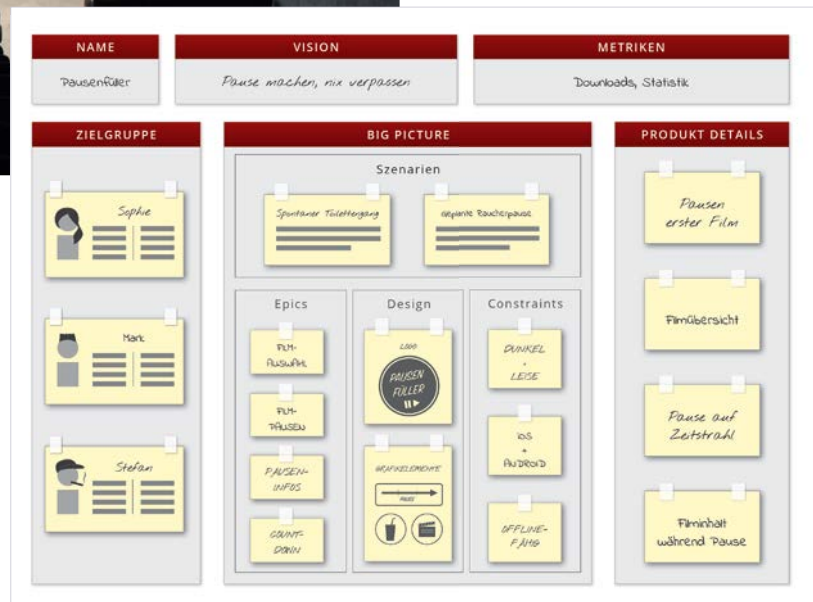 NAME
Pausenfüller
VISION
Pause machen, nix verpassen
METRIKEN
Downloads, Statistik
ZIELGRUPPE
Sophie
Mark
Stefan
BIG PICTURE
Szenarien
Spontaner Toilettengang
Geplante Raucherpause
Epics
FILM-
AUSWAHL
FILM-
PAUSEN
PAUSEN-
INFOS
COUNT-
DOWN
Design
LOGO
PAUSEN
FÜLLER
GRAFIKELEMENTE
PAUSE
Constraints
DUNKEL
+
LEISE
iOS
+
ANDROID
OFFLINE-
FÄHIG
PRODUKT DETAILS
Pausen
erster Film
Filmübersicht
Pause auf
Zeitstrahl
Filminhalt
während Pause